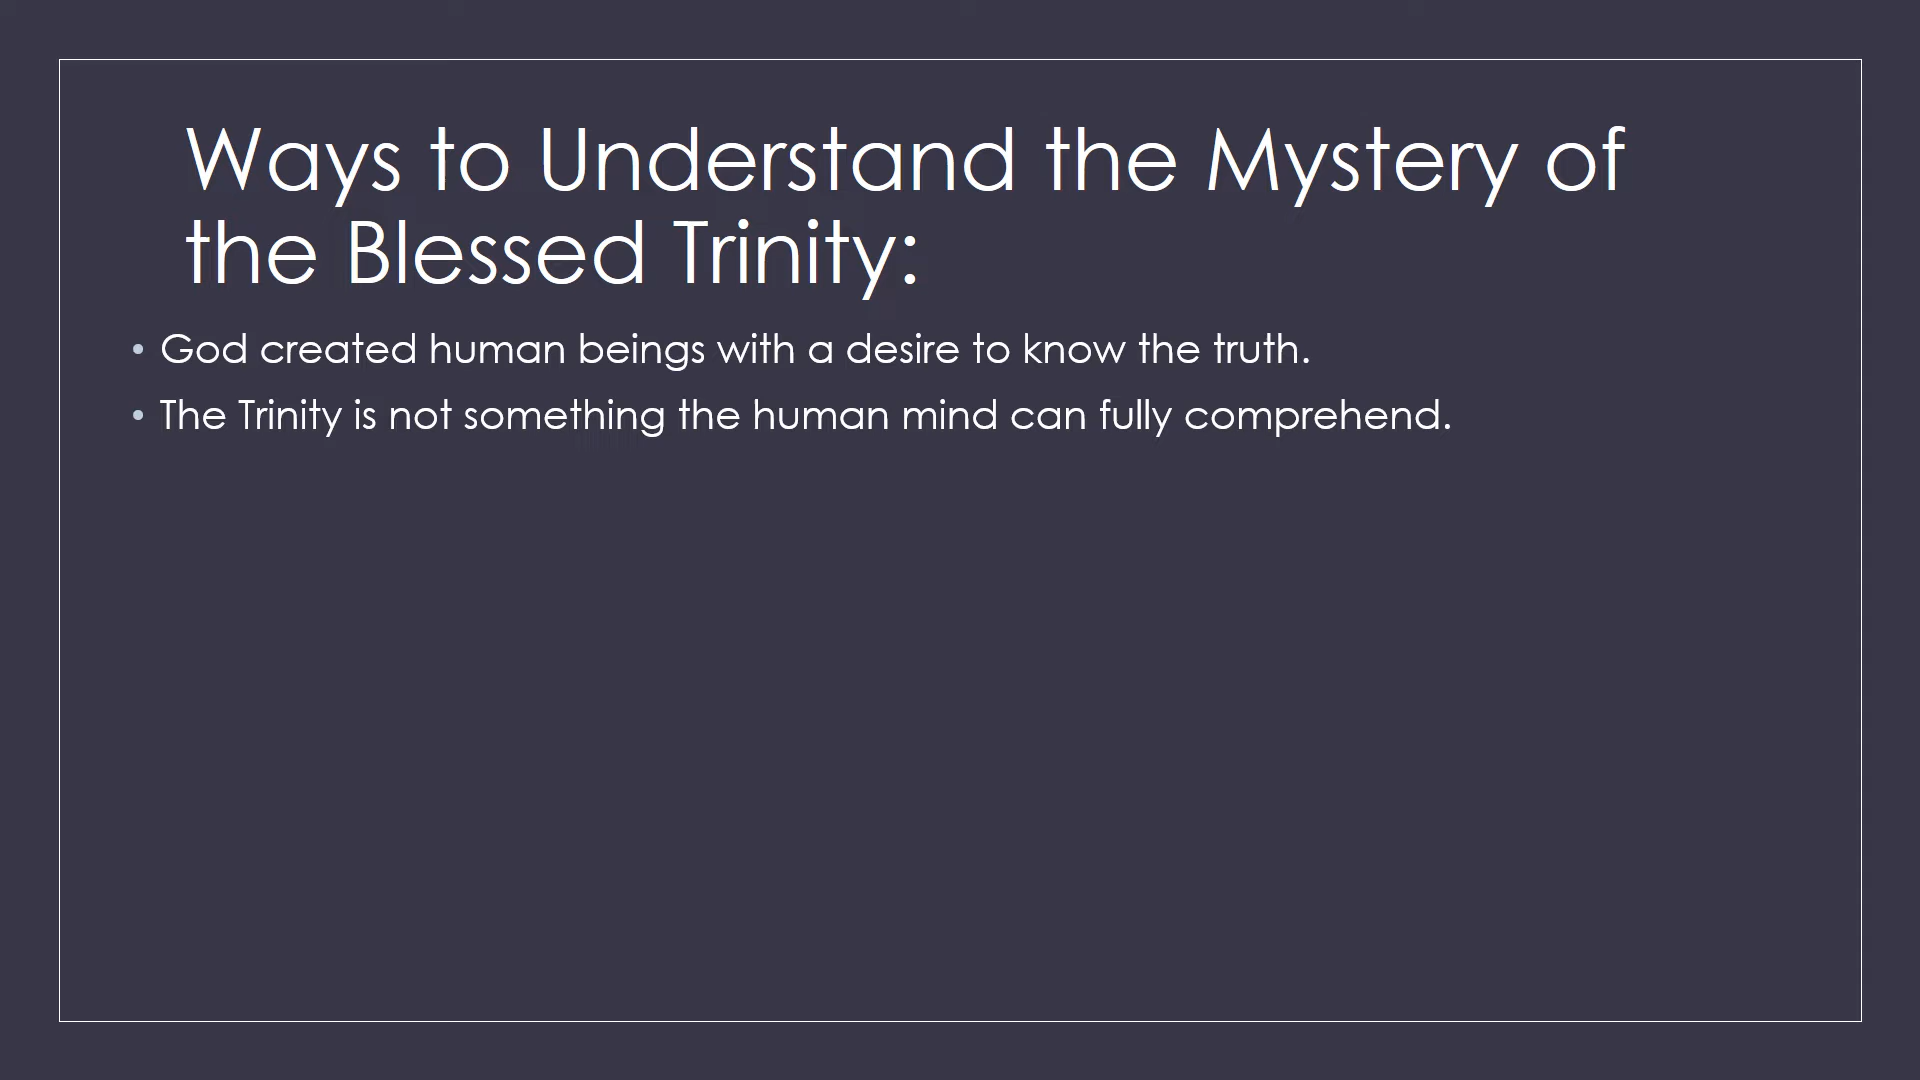 Ways to Understand the Mystery of
the Blessed Trinity:
• God created human beings with a desire to know the truth.
• The Trinity is not something the human mind can fully comprehend.